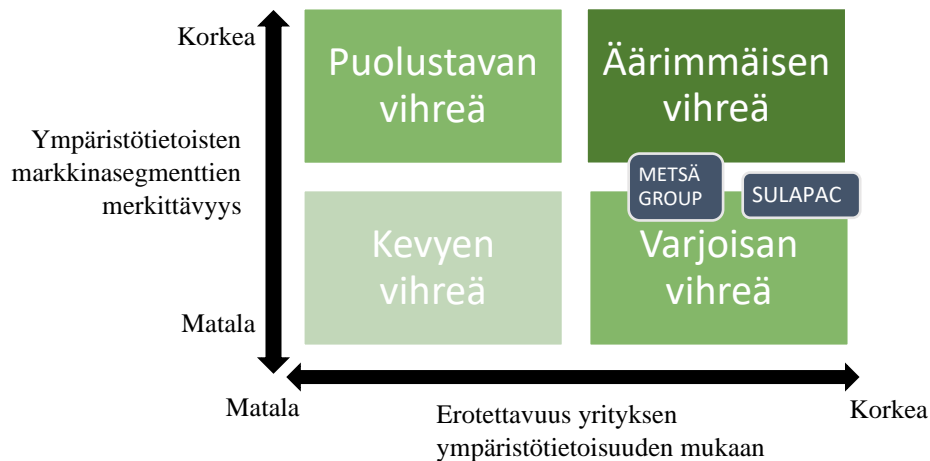 Korkea
Puolustavan
vihreä
Äärimmäisen
vihreä
Ympäristötietoisten
markkinasegmenttien
merkittävyys
METSÄ
GROUP
SULAPAC
Kevyen
vihreä
Varjoisan
vihreä
Matala
Matala
Erotettavuus yrityksen
ympäristötietoisuuden mukaan
Korkea